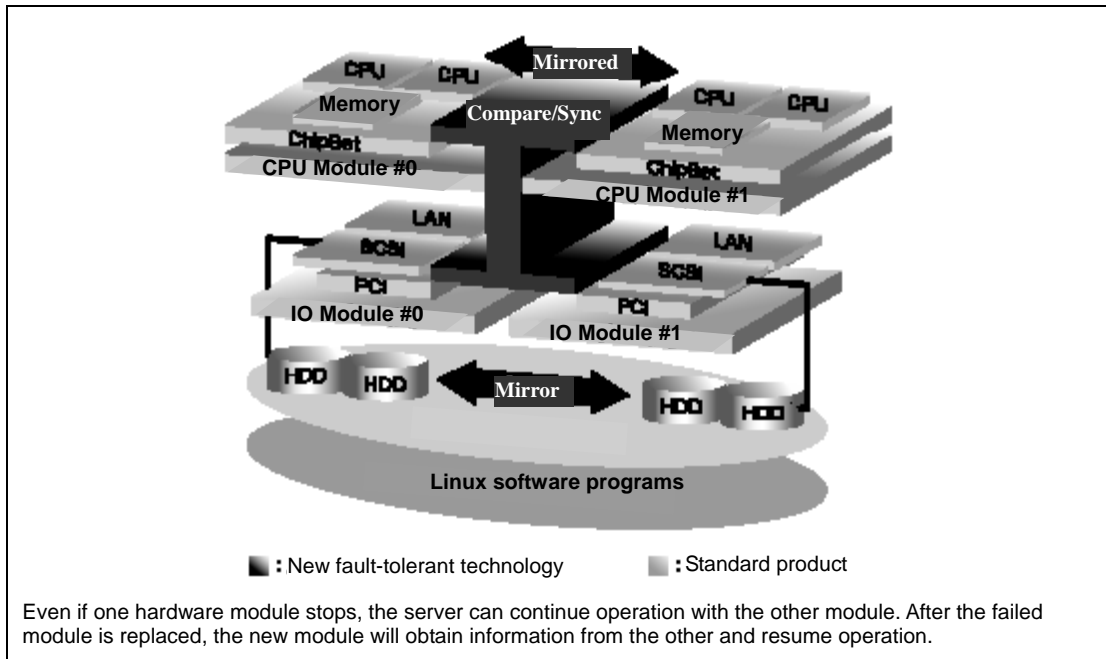 Mirrored
CPU
CPU
Memory
ChipSet
CPU Module #0
Compare/Sync
CPU
CPU
Memory
ChipSet
CPU Module #1
LAN
SCSI
PCI
IO Module #0
LAN
SCSI
PCI
IO Module #1
HDD
HDD
Mirror
HDD
HDD
Linux software programs
: New fault-tolerant technology
: Standard product
Even if one hardware module stops, the server can continue operation with the other module. After the failed
module is replaced, the new module will obtain information from the other and resume operation.